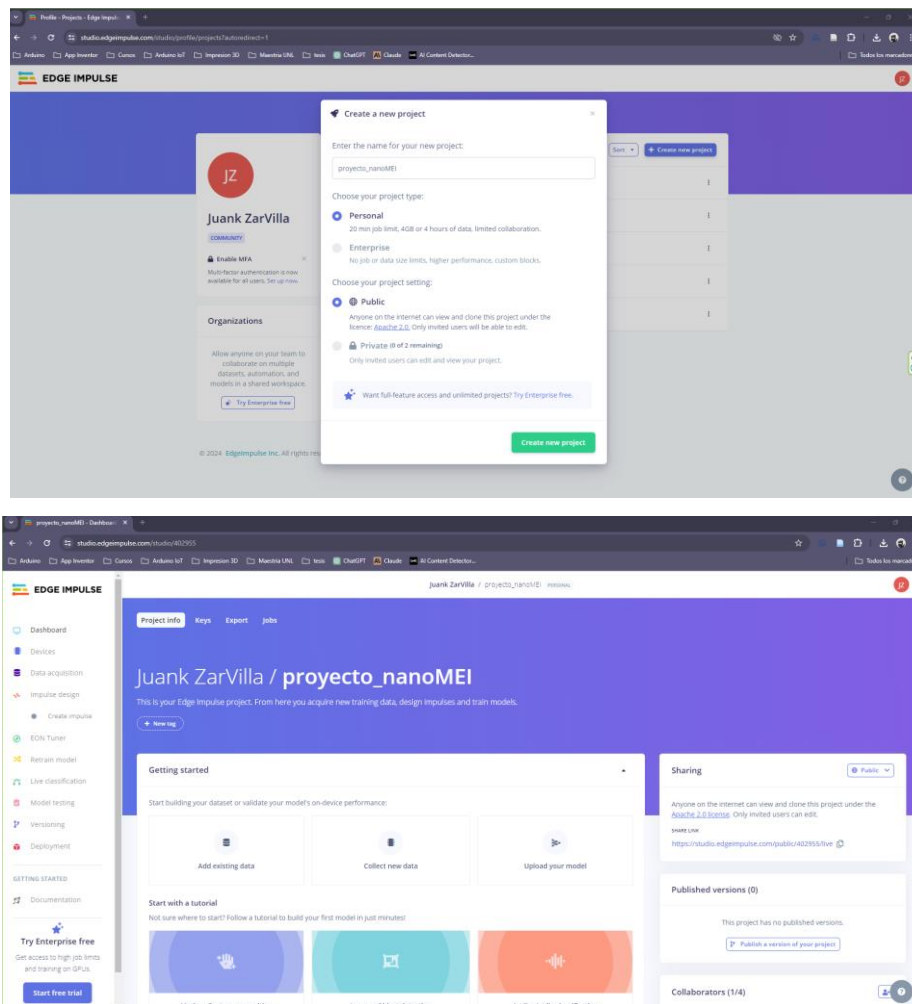 Profile - Projects - Edge Impul
studio.edgeimpulse.com/studio/profile/projects?autoredirect=1
Arduino App Inventor Cursos Arduino IoT Impresion 3D Maestria UNL tesis ChatGPT Claude AI Content Detector... Todos los marcadores
EDGE IMPULSE
JZ
Juank ZarVilla
COMMUNITY
Enable MFA
Multi-factor authentication is now
available for all users. Set up now.
Organizations
Allow anyone on your team to
collaborate on multiple
datasets, automation, and
models in a shared workspace.
Try Enterprise free
© 2024 EdgeImpulse Inc. All rights res
Create a new project
Enter the name for your new project:
proyecto_nanoMEI
Choose your project type:
Personal
20 min job limit, 4GB or 4 hours of data, limited collaboration.
Enterprise
No job or data size limits, higher performance, custom blocks.
Choose your project setting:
Public
Anyone on the internet can view and clone this project under the
licence: Apache 2.0. Only invited users will be able to edit.
Private (0 of 2 remaining)
Only invited users can edit and view your project.
Want full-feature access and unlimited projects? Try Enterprise free.
Create new project
Sort + Create new project
proyecto_nanoMEI - Dashboar
studio.edgeimpulse.com/studio/402955
Arduino App Inventor Cursos Arduino IoT Impresion 3D Maestria UNL tesis ChatGPT Claude AI Content Detector... Todos los marcad
EDGE IMPULSE
Juank ZarVilla / proyecto_nanoMEI PERSONAL
JZ
Dashboard
Devices
Data acquisition
Impulse design
Create impulse
EON Tuner
Retrain model
Live classification
Model testing
Versioning
Deployment
GETTING STARTED
Documentation
Try Enterprise free
Get access to high job limits
and training on GPUs
Start free trial
Project info Keys Export Jobs
Juank ZarVilla / proyecto_nanoMEI
This is your Edge Impulse project. From here you acquire new training data, design impulses and train models.
+ New tag
Getting started
Start building your dataset or validate your model's on-device performance:
Add existing data
Collect new data
Upload your model
Start with a tutorial
Not sure where to start? Follow a tutorial to build your first model in just minutes!
Sharing
Public
Anyone on the internet can view and clone this project under the
Apache 2.0 license. Only invited users can edit.
SHARE LINK
https://studio.edgeimpulse.com/public/402955/live
Published versions (0)
This project has no published versions.
Publish a version of your project
Collaborators (1/4)